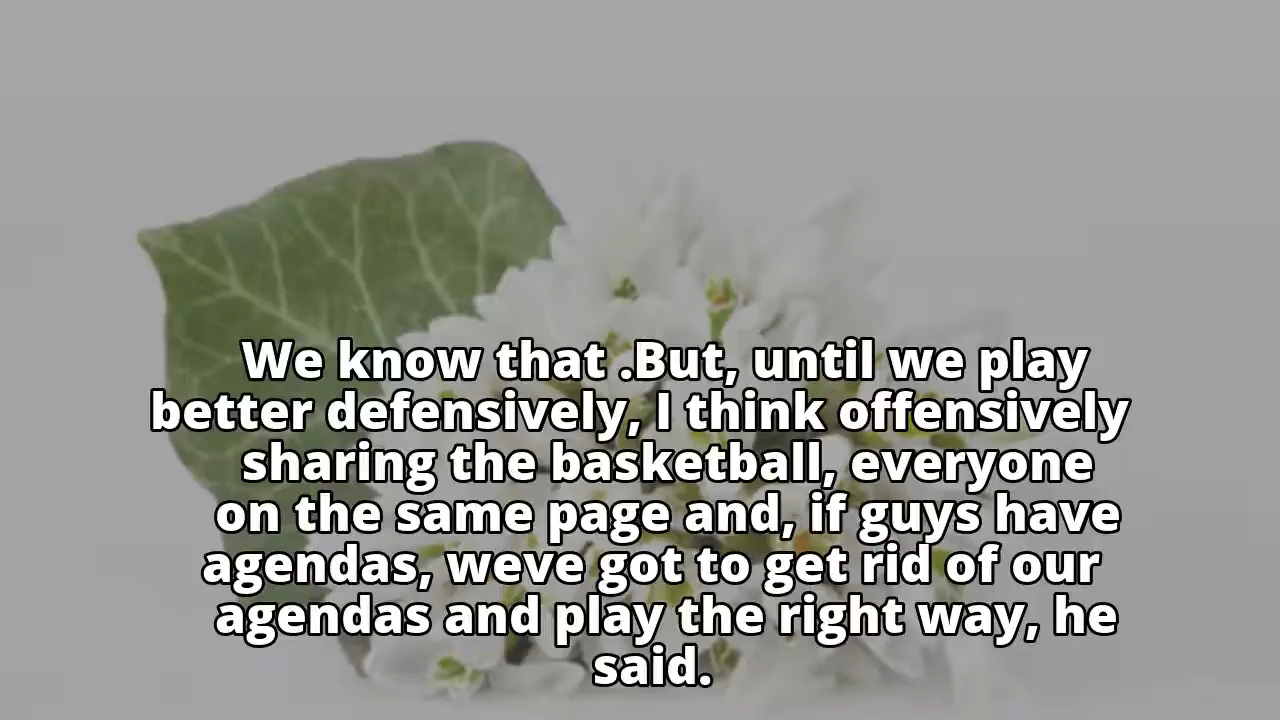 We know that .But, until we play
better defensively, I think offensively
sharing the basketball, everyone
on the same page and, if guys have
agendas, weve got to get rid of our
agendas and play the right way, he
said.